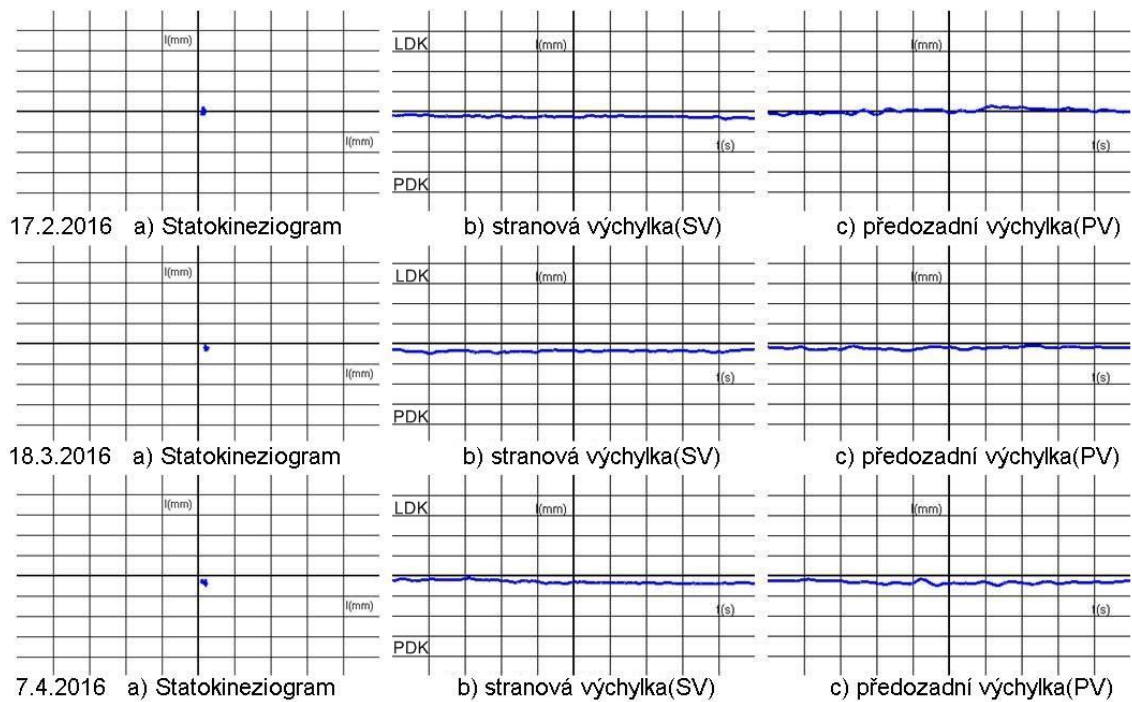 l(mm)
l(mm)
LDK
l(mm)
t(s)
PDK
l(mm)
t(s)
17.2.2016 a) Statokineziogram b) stranová výchylka(SV) c) předozadní výchylka(PV)
l(mm)
l(mm)
LDK
l(mm)
t(s)
PDK
l(mm)
t(s)
18.3.2016 a) Statokineziogram b) stranová výchylka(SV) c) předozadní výchylka(PV)
l(mm)
l(mm)
LDK
l(mm)
t(s)
PDK
l(mm)
t(s)
7.4.2016 a) Statokineziogram b) stranová výchylka(SV) c) předozadní výchylka(PV)